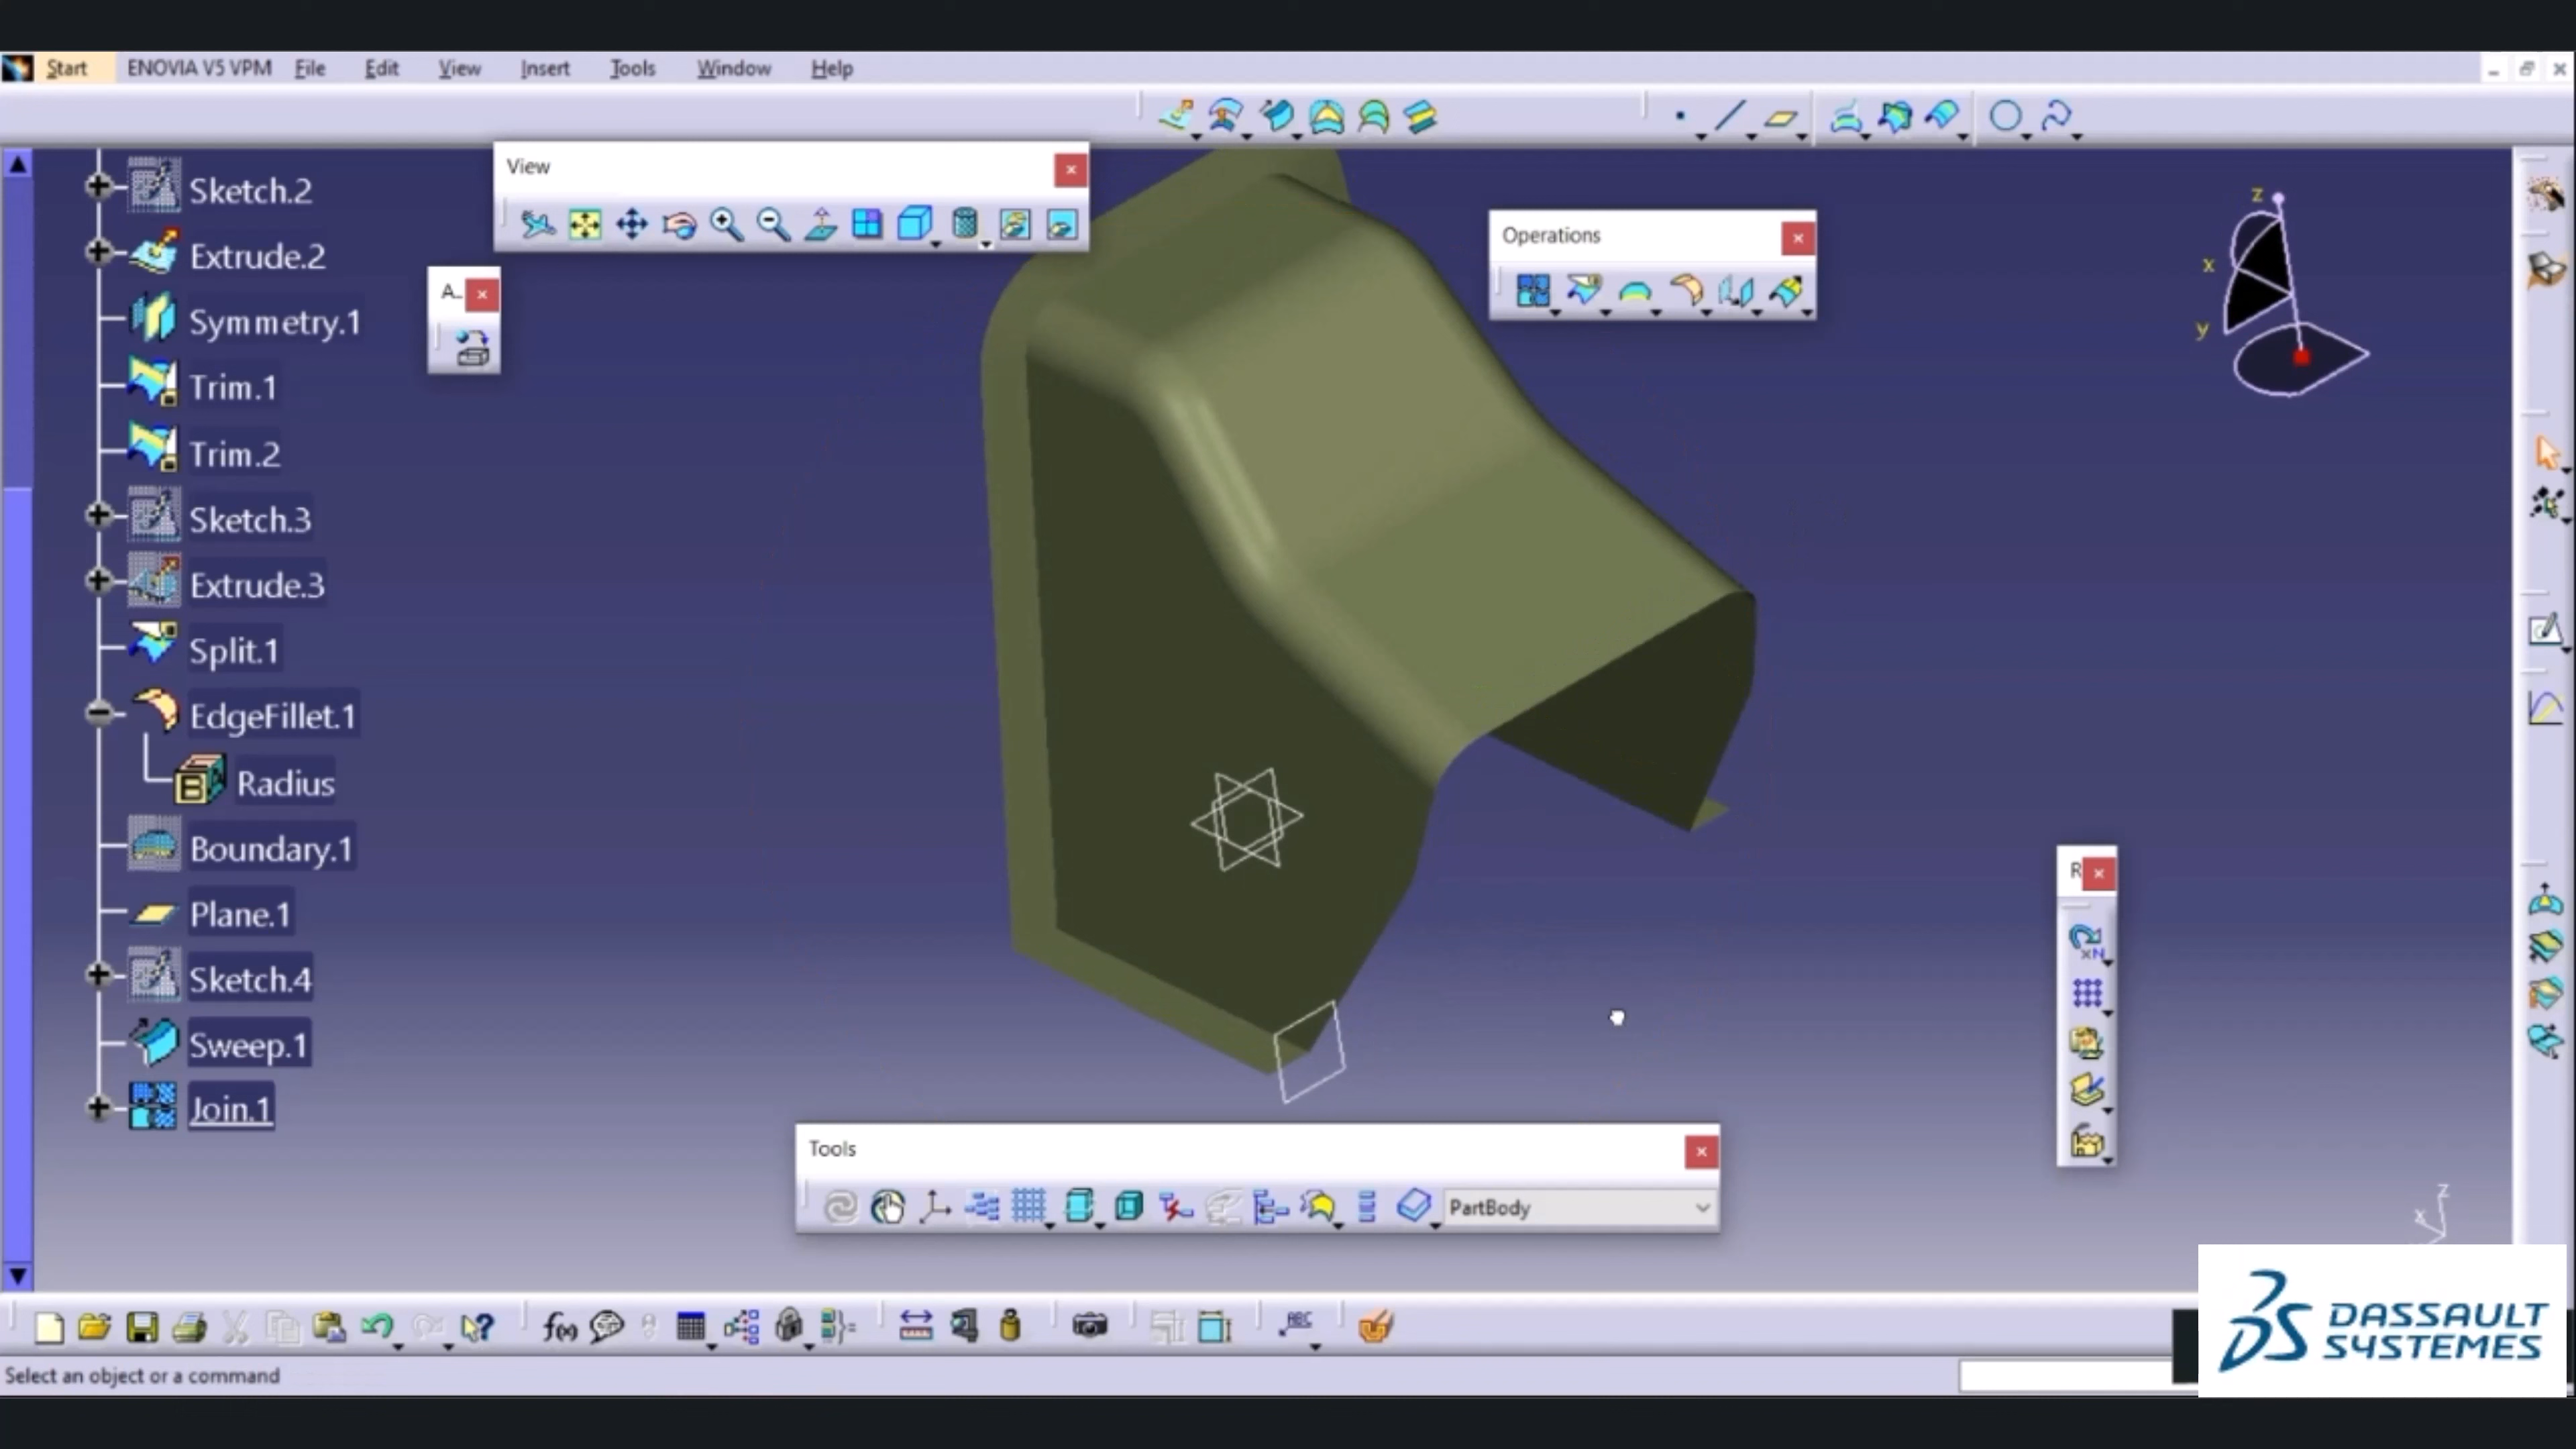 Start ENOVIA V5 VPM File Edit View Insert Tools Window Help
View
Operations
A...
Sketch.2
Extrude.2
Symmetry.1
Trim.1
Trim.2
Sketch.3
Extrude.3
Split.1
EdgeFillet.1
B Radius
Boundary.1
Plane.1
Sketch.4
Sweep.1
Join.1
z
x
y
R
xN
Tools
PartBody
z
x
f(x)
ABC
Select an object or a command
DASSAULT
SYSTEMES